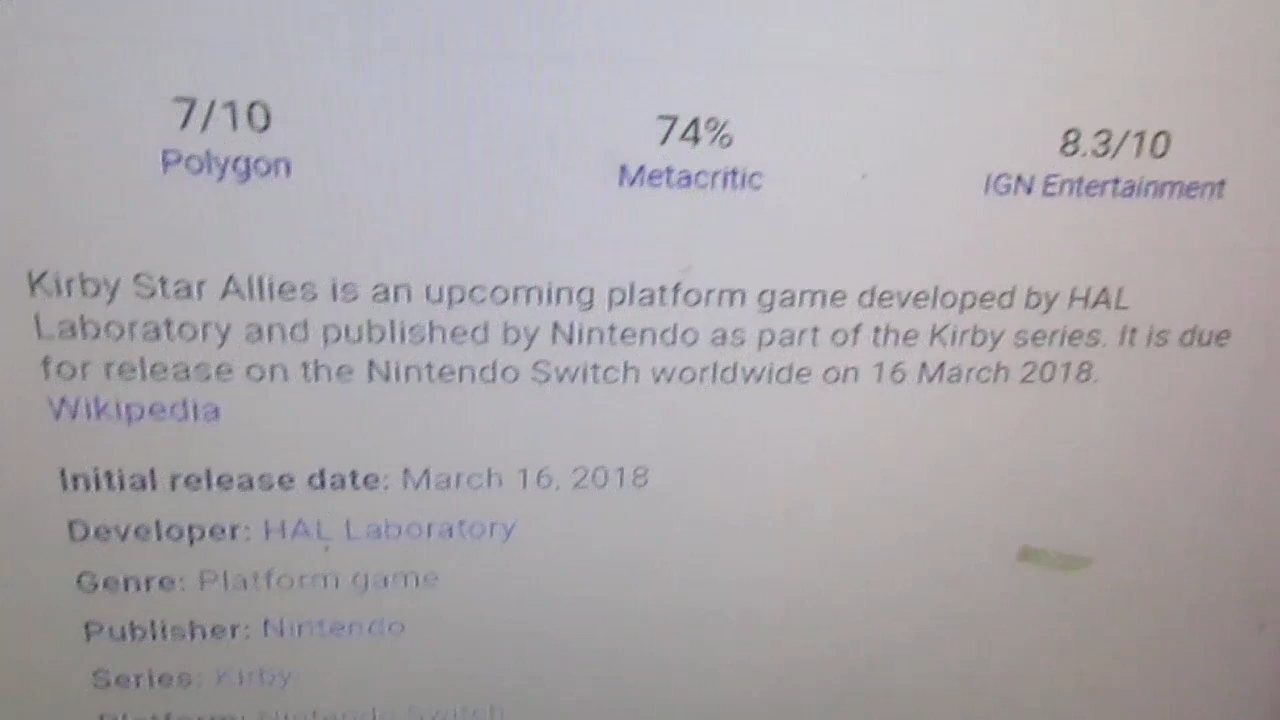 7/10 74% 8.3/10
Polygon Metacritic IGN Entertainment
Kirby Star Allies is an upcoming platform game developed by HAL
Laboratory and published by Nintendo as part of the Kirby series. It is due
for release on the Nintendo Switch worldwide on 16 March 2018.
Wikipedia
Initial release date: March 16, 2018
Developer: HAL Laboratory
Genre: Platform game
Publisher: Nintendo
Series: Kirby
Platform: Nintendo Switch